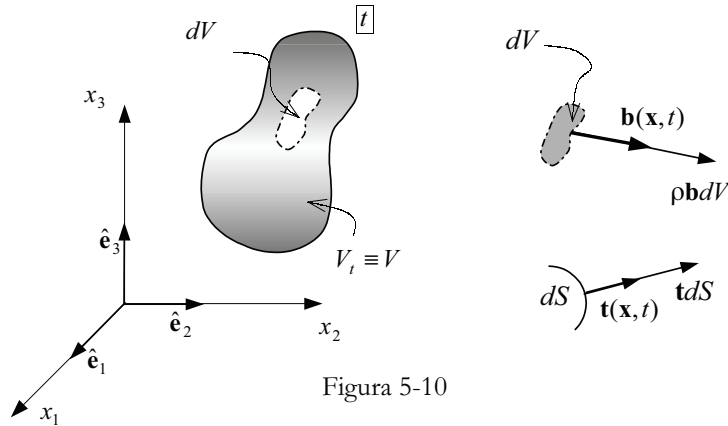 t
dV
x₃
ê₃
V_t ≡ V
ê₂
x₂
ê₁
x₁
dV
b(x,t)
ρbdV
dS
t(x,t)
tdS
Figura 5-10